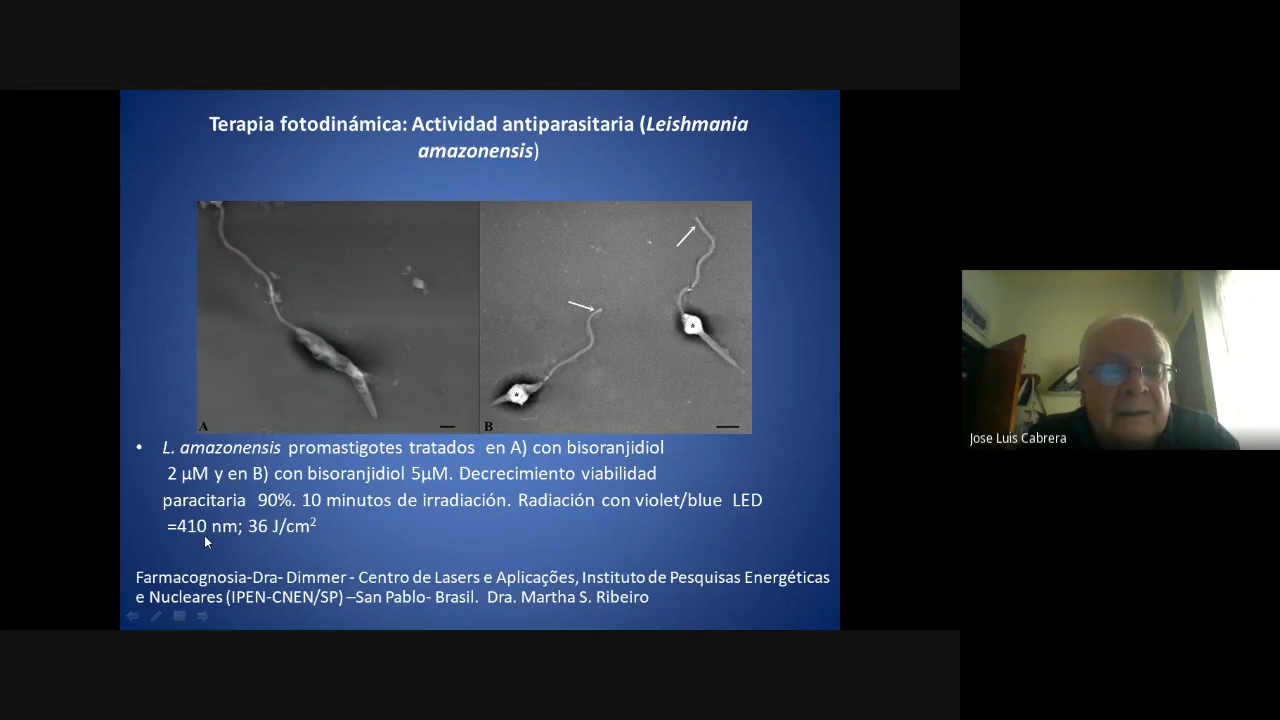 Terapia fotodinámica: Actividad antiparasitaria (Leishmania
amazonensis)
A
B
*
*
• L. amazonensis promastigotes tratados en A) con bisoranjidiol
2 µM y en B) con bisoranjidiol 5µM. Decrecimiento viabilidad
paracitaria 90%. 10 minutos de irradiación. Radiación con violet/blue LED
=410 nm; 36 J/cm²
Farmacognosia-Dra- Dimmer - Centro de Lasers e Aplicações, Instituto de Pesquisas Energéticas
e Nucleares (IPEN-CNEN/SP) –San Pablo- Brasil. Dra. Martha S. Ribeiro
Jose Luis Cabrera